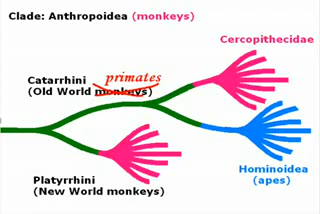 Clade: Anthropoidea (monkeys)
Cercopithecidae
primates
Catarrhini
(Old World monkeys)
Hominoidea
(apes)
Platyrrhini
(New World monkeys)